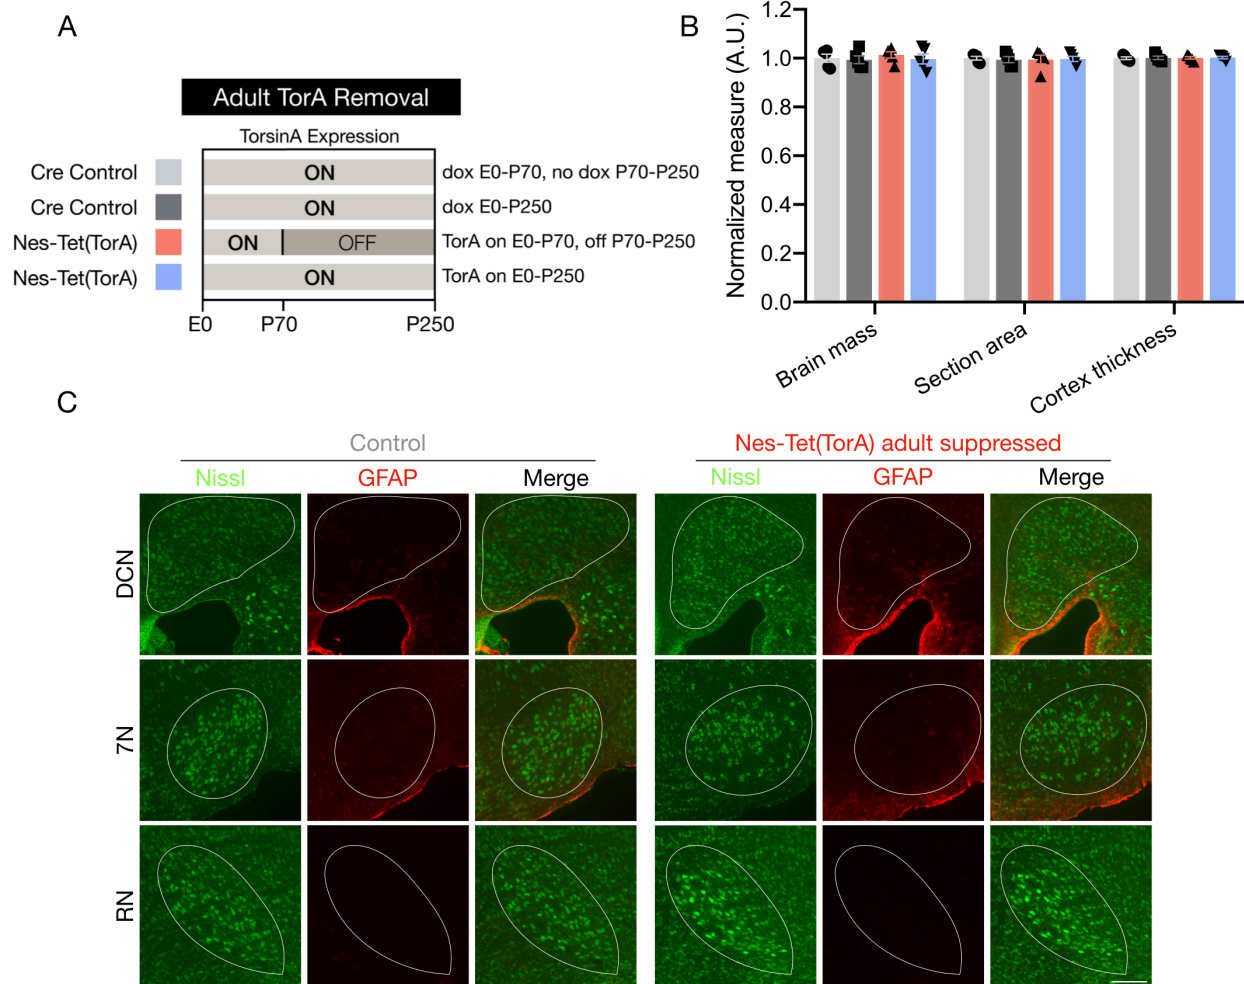 A
Adult TorA Removal
TorsinA Expression
Cre Control ON dox E0-P70, no dox P70-P250
Cre Control ON dox E0-P250
Nes-Tet(TorA) ON OFF TorA on E0-P70, off P70-P250
Nes-Tet(TorA) ON TorA on E0-P250
E0 P70 P250
B
Normalized measure (A.U.)
1.2
1.0
0.8
0.6
0.4
0.2
0.0
Brain mass
Section area
Cortex thickness
C
Control Nes-Tet(TorA) adult suppressed
Nissl GFAP Merge Nissl GFAP Merge
DCN
7N
RN